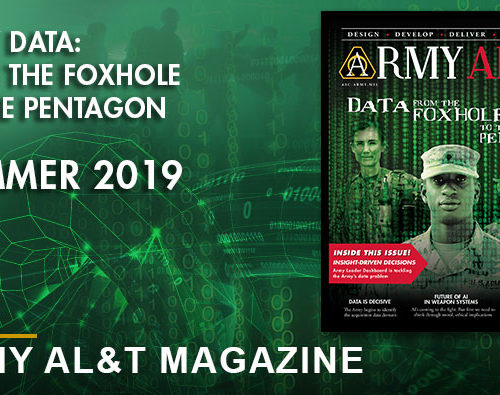 DATA:
THE FOXHOLE
E PENTAGON
MMER 2019
MY AL&T MAGAZINE
DESIGN • DEVELOP • DELIVER •
ARMY A
ASC.ARMY.MIL
DATA FROM THE
FOXHOLE
TO
PE
INSIDE THIS ISSUE!
INSIGHT-DRIVEN DECISIONS
Army Leader Dashboard is tackling
the Army's data problem
DATA IS DECISIVE
The Army begins to identify
the acquisition data domain
FUTURE OF AI
IN WEAPON SYSTEMS
AI's coming to the fight. But first we need to
think through moral, ethical implications